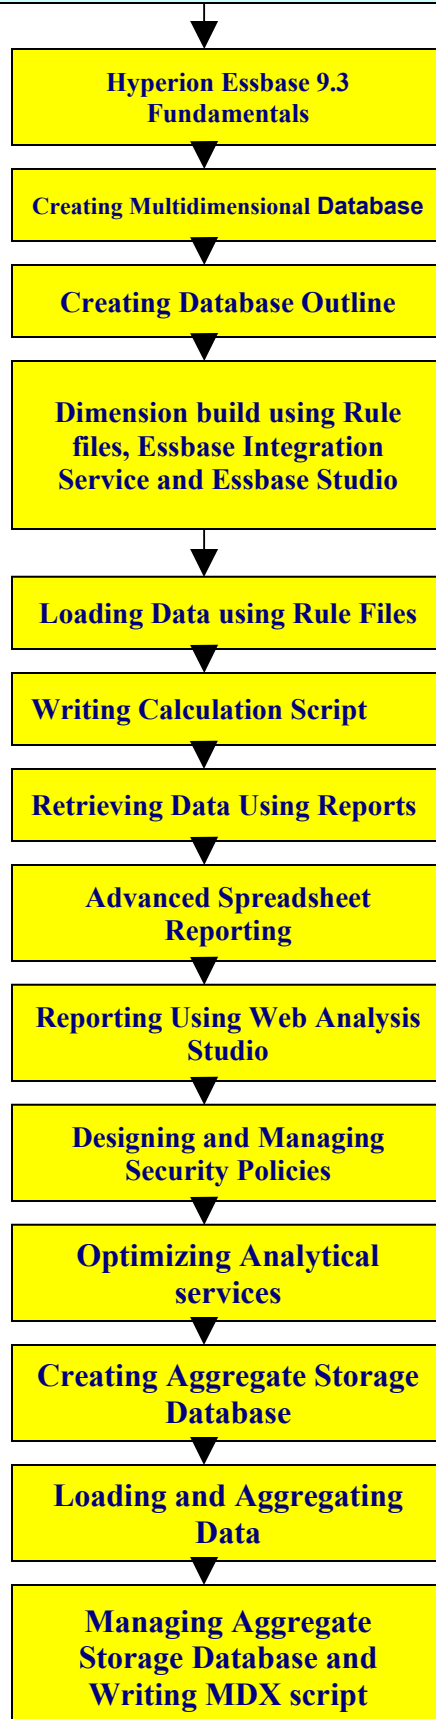 Hyperion Essbase 9.3
Fundamentals
Creating Multidimensional Database
Creating Database Outline
Dimension build using Rule
files, Essbase Integration
Service and Essbase Studio
Loading Data using Rule Files
Writing Calculation Script
Retrieving Data Using Reports
Advanced Spreadsheet
Reporting
Reporting Using Web Analysis
Studio
Designing and Managing
Security Policies
Optimizing Analytical
services
Creating Aggregate Storage
Database
Loading and Aggregating
Data
Managing Aggregate
Storage Database and
Writing MDX script